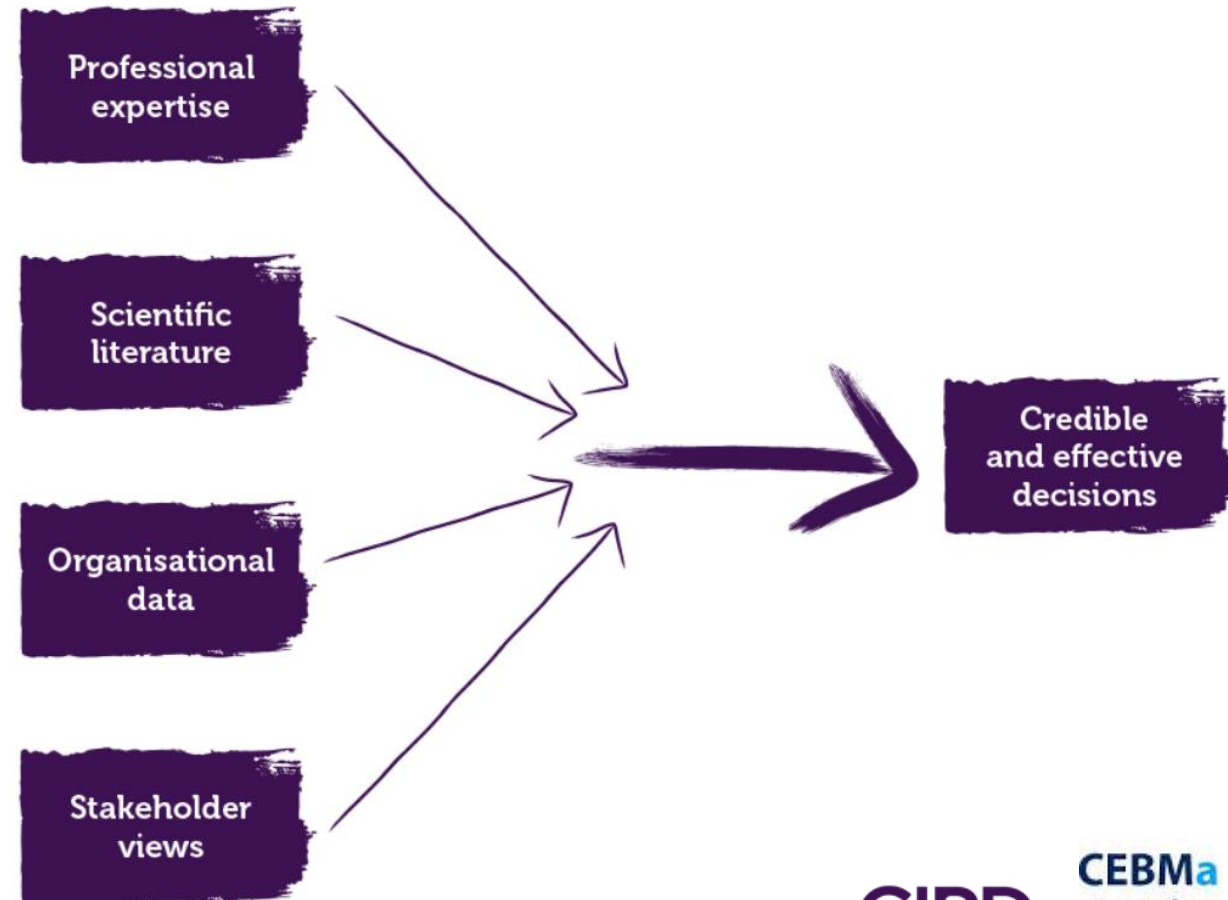 Professional
expertise
Scientific
literature
Organisational
data
Stakeholder
views
Credible
and effective
decisions
CEBMa